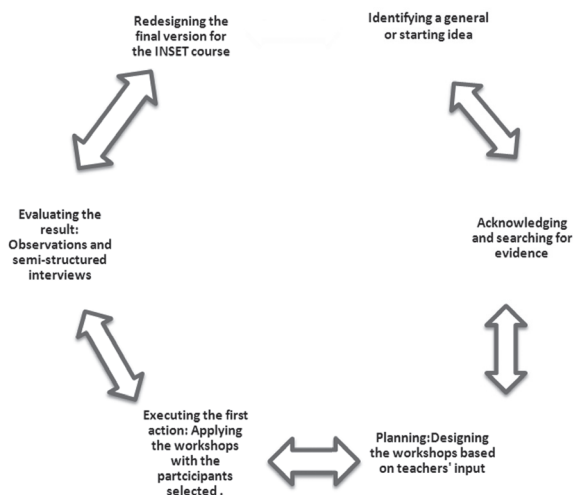 Identifying a general
or starting idea
Acknowledging
and searching for
evidence
Planning:Designing
the workshops based
on teachers' input
Executing the first
action: Applying
the workshops
with the
partcicipants
selected .
Evaluating the
result:
Observations and
semi-structured
interviews
Redesigning the
final version for
the INSET course